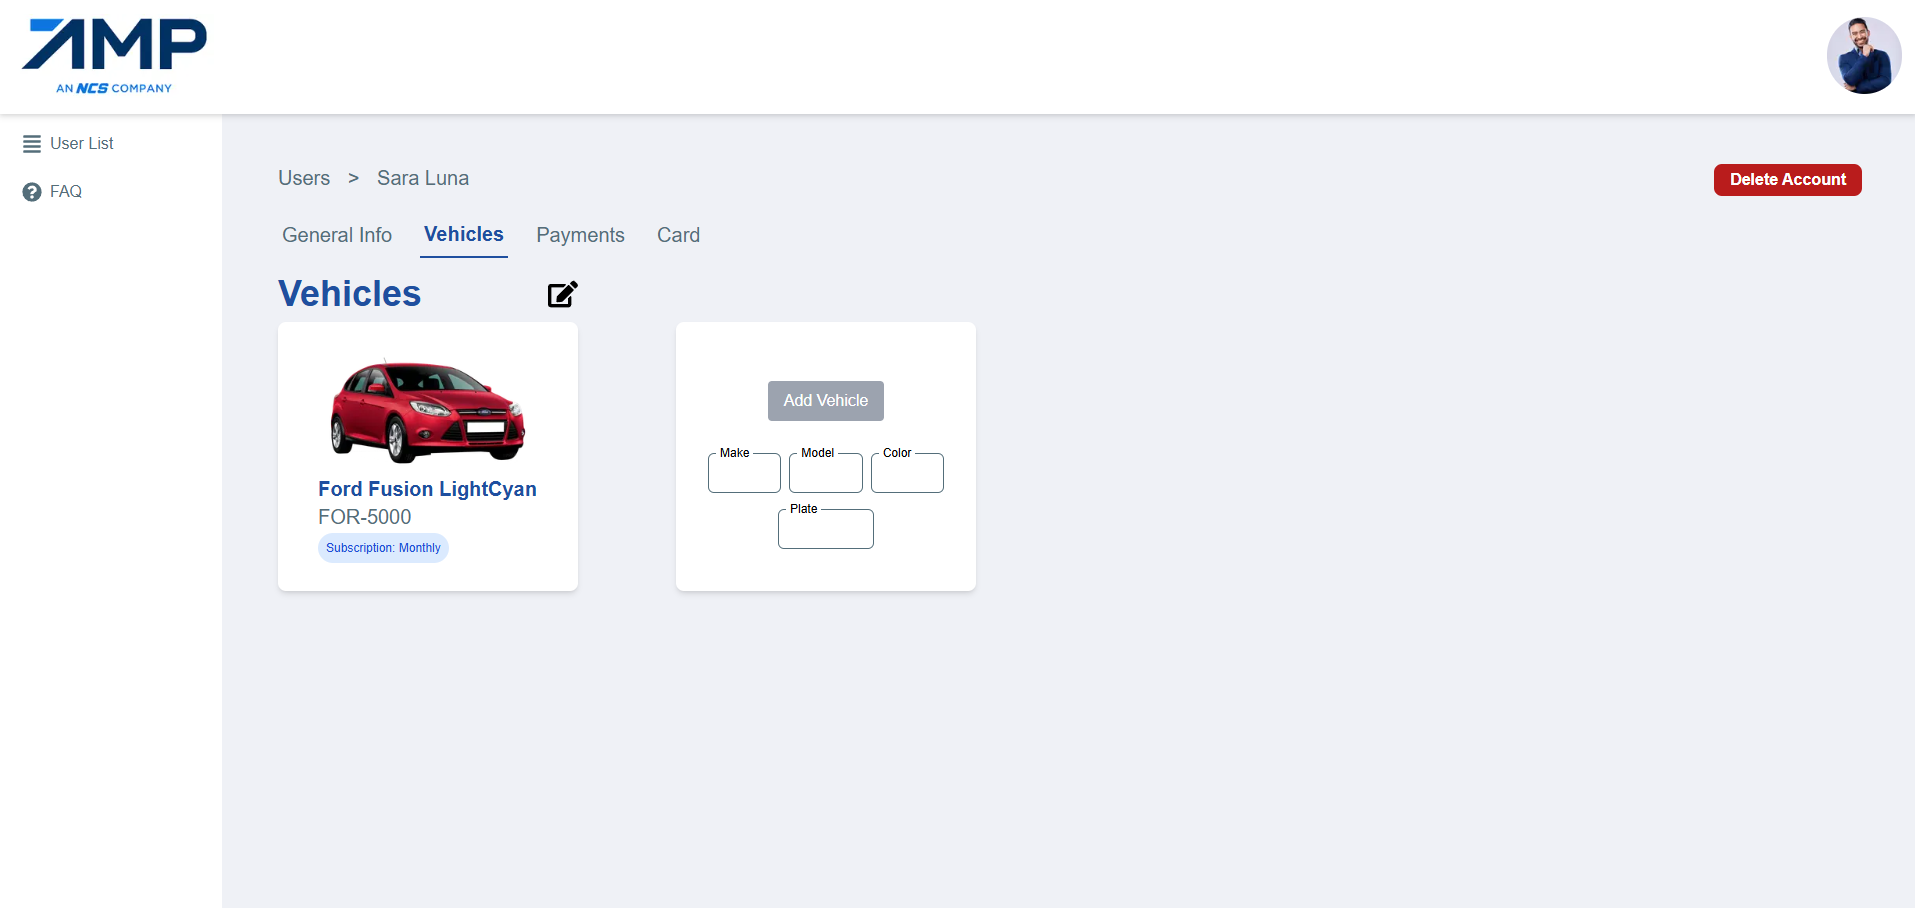 AMP
AN NCS COMPANY
User List
FAQ
Users > Sara Luna
Delete Account
General Info Vehicles Payments Card
Vehicles
Ford Fusion LightCyan
FOR-5000
Subscription: Monthly
Add Vehicle
Make Model Color
Plate